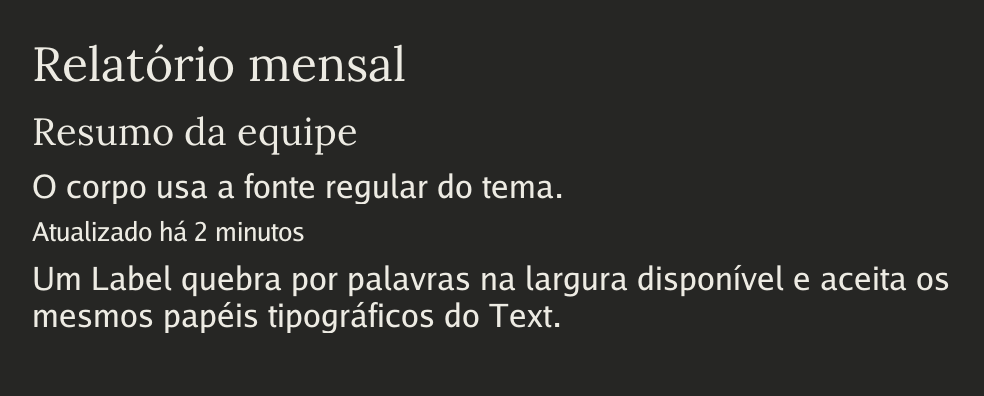 Relatório mensal
Resumo da equipe
O corpo usa a fonte regular do tema.
Atualizado há 2 minutos
Um Label quebra por palavras na largura disponível e aceita os
mesmos papéis tipográficos do Text.